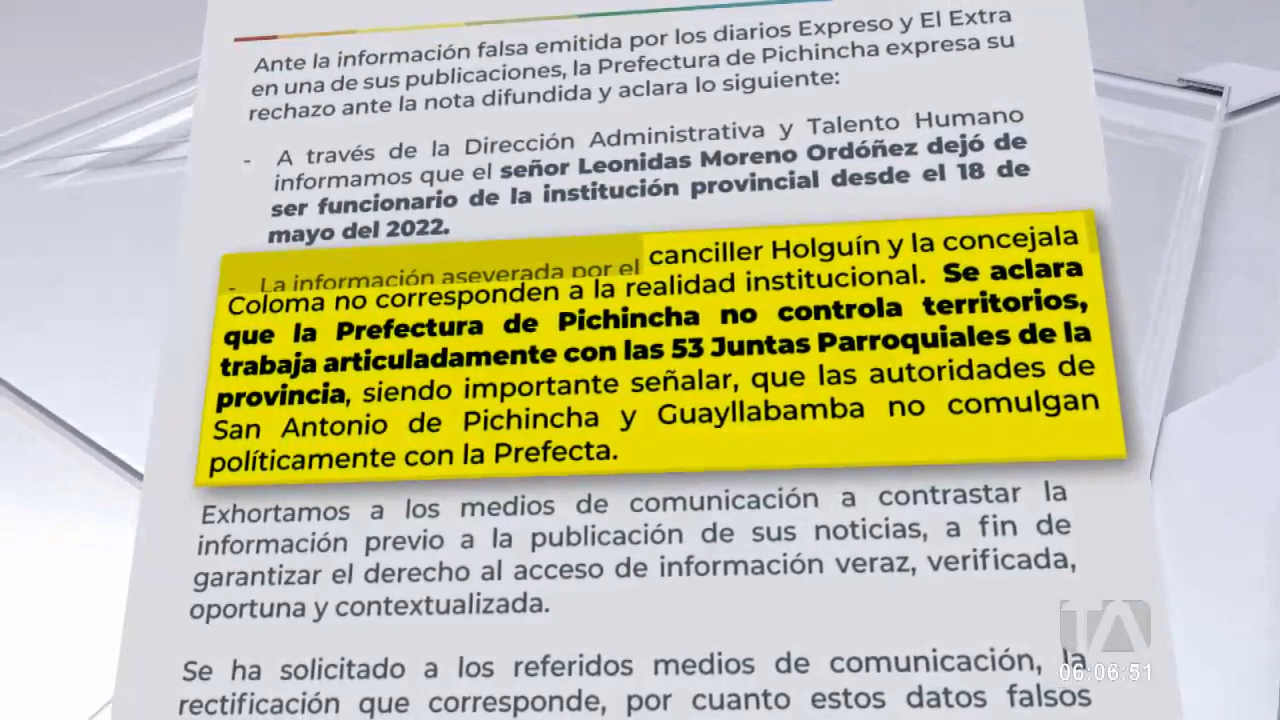 Ante la información falsa emitida por los diarios Expreso y El Extra
en una de sus publicaciones, la Prefectura de Pichincha expresa su
rechazo ante la nota difundida y aclara lo siguiente:
- A través de la Dirección Administrativa y Talento Humano
informamos que el señor Leonidas Moreno Ordóñez dejó de
ser funcionario de la institución provincial desde el 18 de
mayo del 2022.
- La información aseverada por el canciller Holguín y la concejala
Coloma no corresponden a la realidad institucional. Se aclara
que la Prefectura de Pichincha no controla territorios,
trabaja articuladamente con las 53 Juntas Parroquiales de la
provincia, siendo importante señalar, que las autoridades de
San Antonio de Pichincha y Guayllabamba no comulgan
políticamente con la Prefecta.
Exhortamos a los medios de comunicación a contrastar la
información previo a la publicación de sus noticias, a fin de
garantizar el derecho al acceso de información veraz, verificada,
oportuna y contextualizada.
Se ha solicitado a los referidos medios de comunicación, la
rectificación que corresponde, por cuanto estos datos falsos
TA
06:06:51